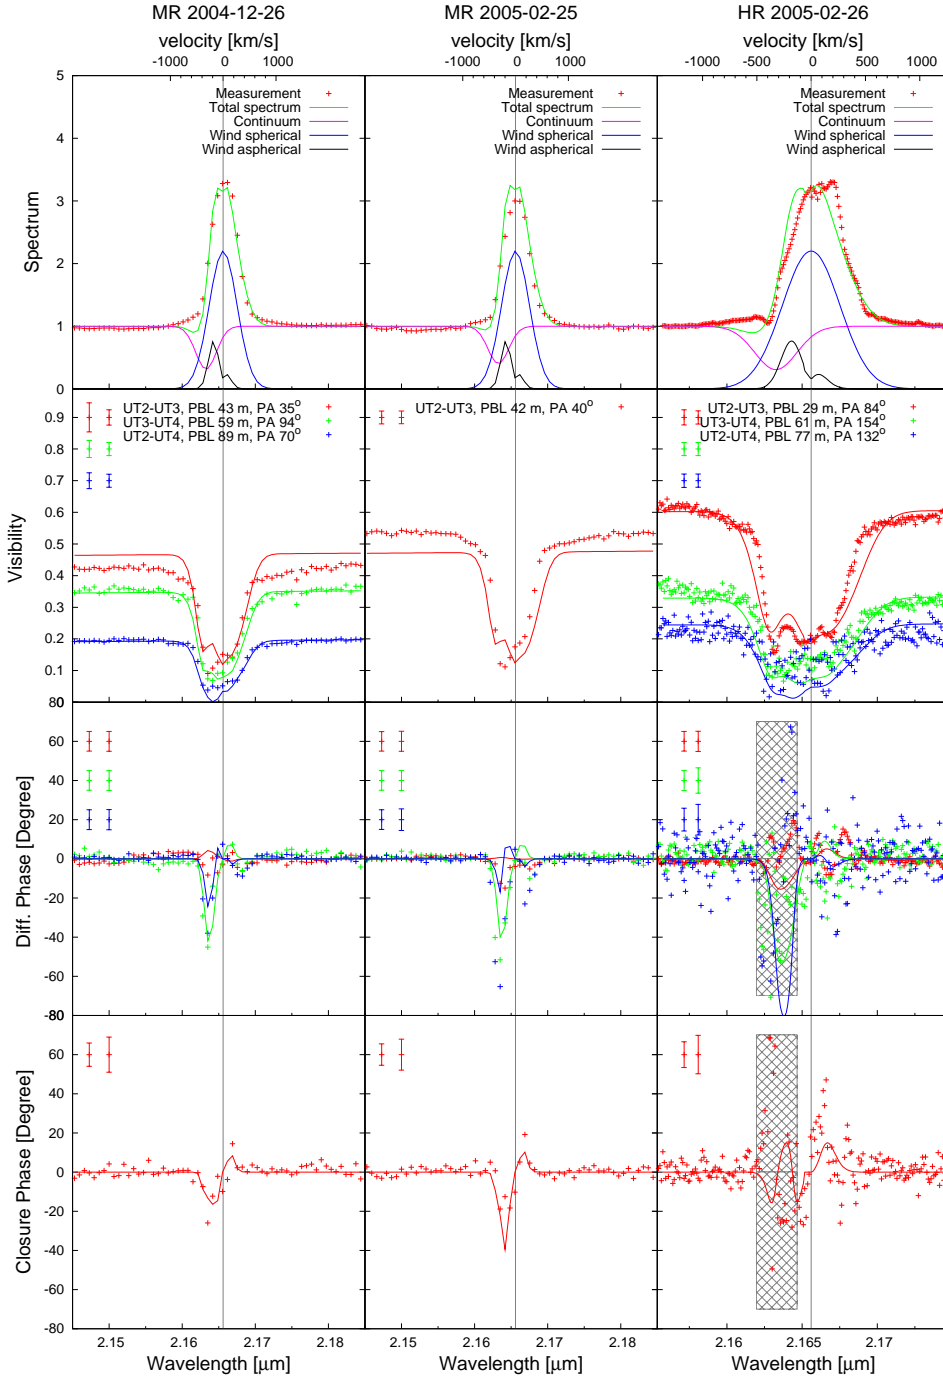 MR 2004-12-26 MR 2005-02-25 HR 2005-02-26
velocity [km/s] velocity [km/s] velocity [km/s]
-1000 0 1000 -1000 0 1000 -1000 -500 0 500 1000
5
4
3
2
1
0
Spectrum
Measurement
Total spectrum
Continuum
Wind spherical
Wind aspherical
Measurement
Total spectrum
Continuum
Wind spherical
Wind aspherical
Measurement
Total spectrum
Continuum
Wind spherical
Wind aspherical
0.9
0.8
0.7
0.6
0.5
0.4
0.3
0.2
0.1
0
Visibility
UT2-UT3, PBL 43 m, PA 35°
UT3-UT4, PBL 59 m, PA 94°
UT2-UT4, PBL 89 m, PA 70°
UT2-UT3, PBL 42 m, PA 40°
UT2-UT3, PBL 29 m, PA 84°
UT3-UT4, PBL 61 m, PA 154°
UT2-UT4, PBL 77 m, PA 132°
80
60
40
20
0
-20
-40
-60
-80
Diff. Phase [Degree]
80
60
40
20
0
-20
-40
-60
-80
Closure Phase [Degree]
2.15 2.16 2.17 2.18 2.15 2.16 2.17 2.18 2.16 2.165 2.17
Wavelength [μm] Wavelength [μm] Wavelength [μm]